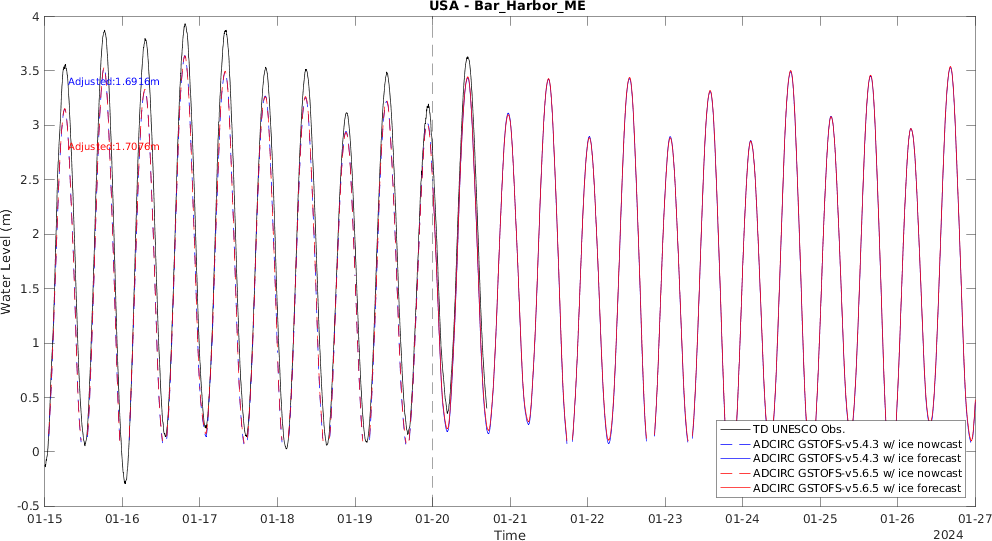 USA - Bar_Harbor_ME
Water Level (m)
4
3.5
3
2.5
2
1.5
1
0.5
0
-0.5
Adjusted:1.6916m
Adjusted:1.7076m
TD UNESCO Obs.
ADCIRC GSTOFS-v5.4.3 w/ ice nowcast
ADCIRC GSTOFS-v5.4.3 w/ ice forecast
ADCIRC GSTOFS-v5.6.5 w/ ice nowcast
ADCIRC GSTOFS-v5.6.5 w/ ice forecast
01-15 01-16 01-17 01-18 01-19 01-20 01-21 01-22 01-23 01-24 01-25 01-26 01-27
Time
2024